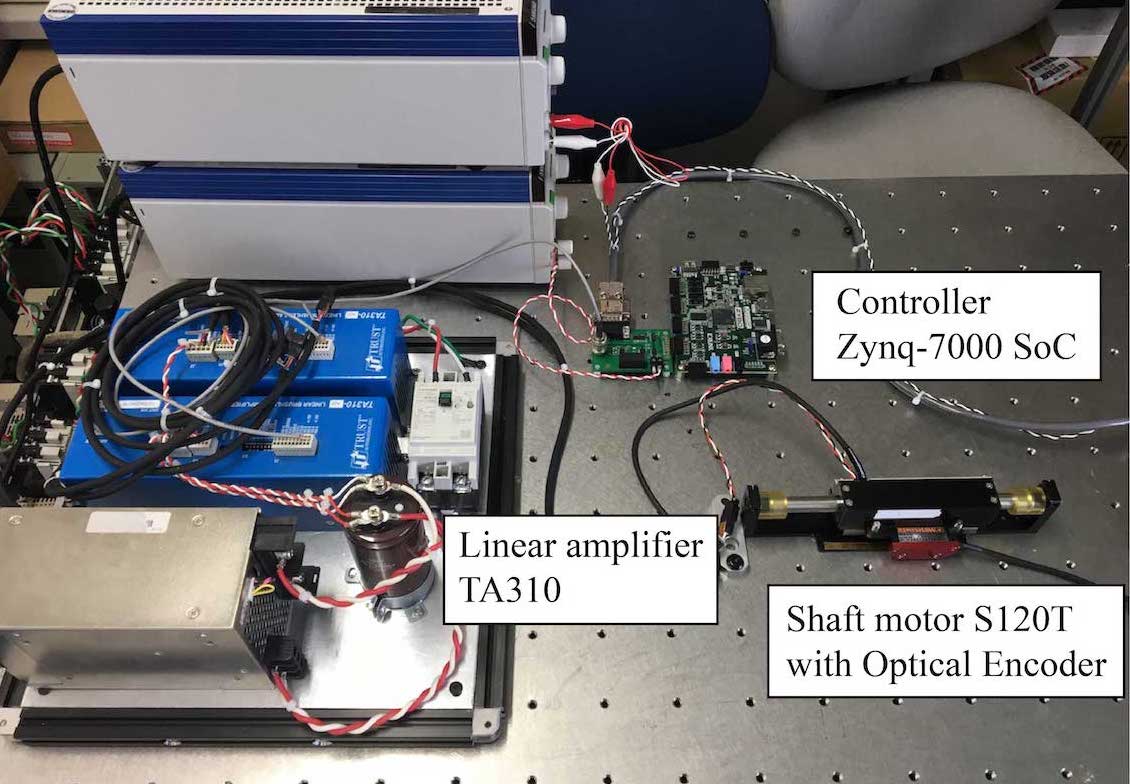 Controller
Zynq-7000 SoC
TA310
TRUST
TA310
TRUST
Linear amplifier
TA310
Shaft motor S120T
with Optical Encoder